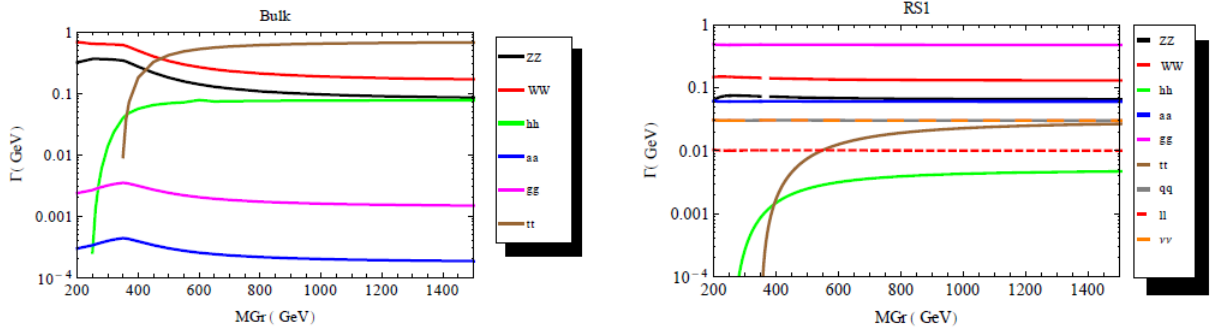 Bulk
Γ( GeV)
1
0.1
0.01
0.001
10⁻⁴
200 400 600 800 1000 1200 1400
MGr ( GeV)
ZZ
WW
hh
aa
gg
tt
RS1
Γ( GeV)
1
0.1
0.01
0.001
10⁻⁴
200 400 600 800 1000 1200 1400
MGr ( GeV)
ZZ
WW
hh
aa
gg
tt
qq
ll
νν